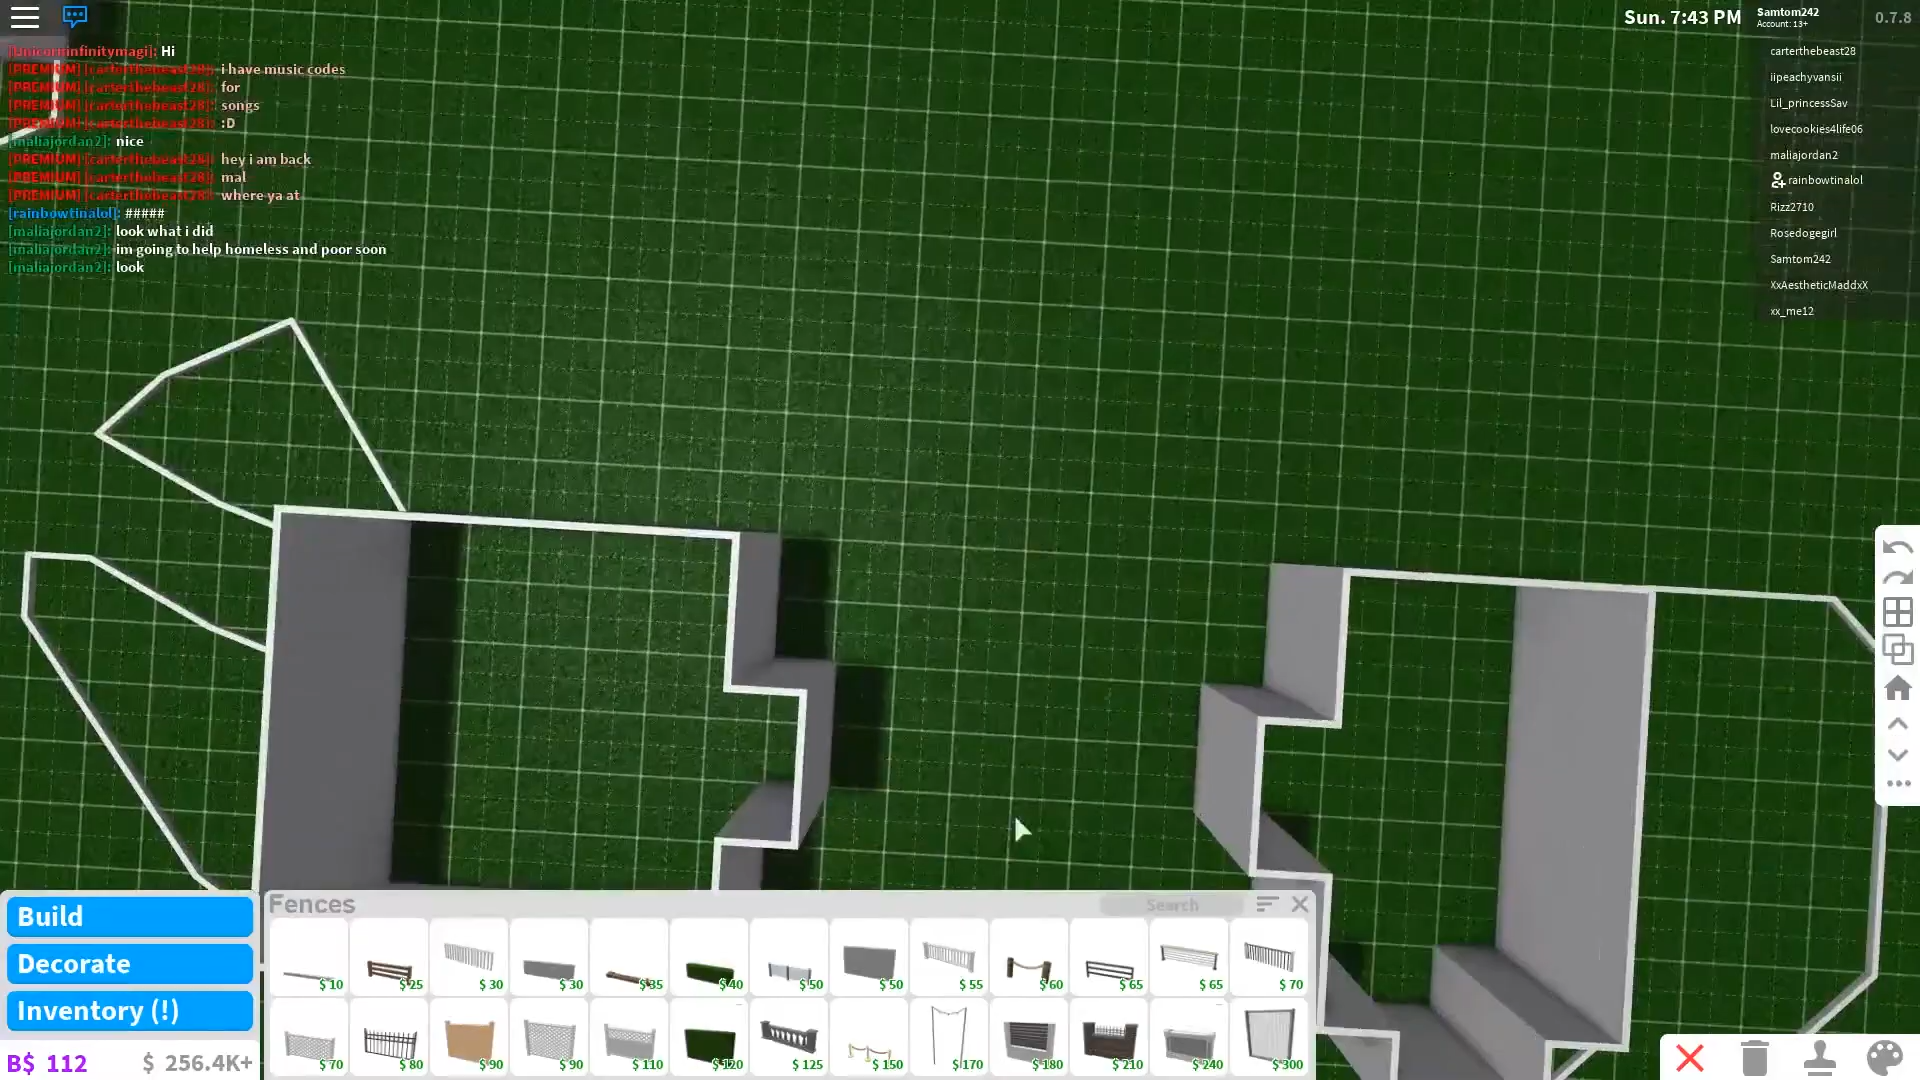 Sun. 7:43 PM
Samtom242
Account: 13+
0.7.8
[Unicorninfinitymagi]: Hi
[PREMIUM] [carterthebeast28]: i have music codes
[PREMIUM] [carterthebeast28]: for
[PREMIUM] [carterthebeast28]: songs
[PREMIUM] [carterthebeast28]: :D
[maliajordan2]: nice
[PREMIUM] [carterthebeast28]: hey i am back
[PREMIUM] [carterthebeast28]: mal
[PREMIUM] [carterthebeast28]: where ya at
[rainbowtinalol]: #####
[maliajordan2]: look what i did
[maliajordan2]: im going to help homeless and poor soon
[maliajordan2]: look
carterthebeast28
iipeachyvansii
Lil_princessSav
lovecookies4life06
maliajordan2
rainbowtinalol
Rizz2710
Rosedogegirl
Samtom242
XxAestheticMaddxX
xx_me12
Build
Decorate
Inventory (!)
B$ 112 $ 256.4K+
Fences Search
$10 $25 $30 $30 $35 $40 $50 $50 $55 $60 $65 $65 $70
$70 $80 $90 $90 $110 $120 $125 $150 $170 $180 $210 $240 $300